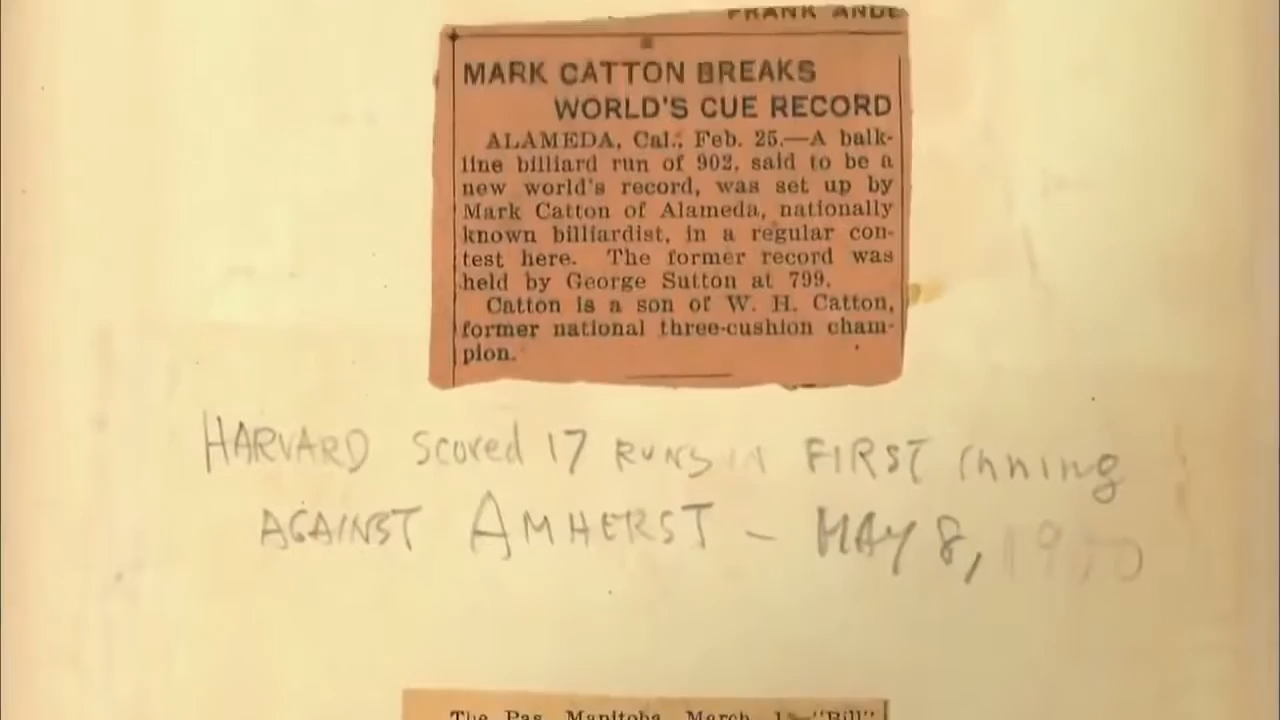 FRANK ANDE
MARK CATTON BREAKS
WORLD'S CUE RECORD
ALAMEDA, Cal., Feb. 25.—A balk-
line billiard run of 902, said to be a
new world's record, was set up by
Mark Catton of Alameda, nationally
known billiardist, in a regular con-
test here. The former record was
held by George Sutton at 799.
Catton is a son of W. H. Catton,
former national three-cushion cham-
pion.
HARVARD scored 17 RUNS IN FIRST inning
AGAINST AMHERST - MAY 8,
The Pas, Manitoba, March 1—"Bill"